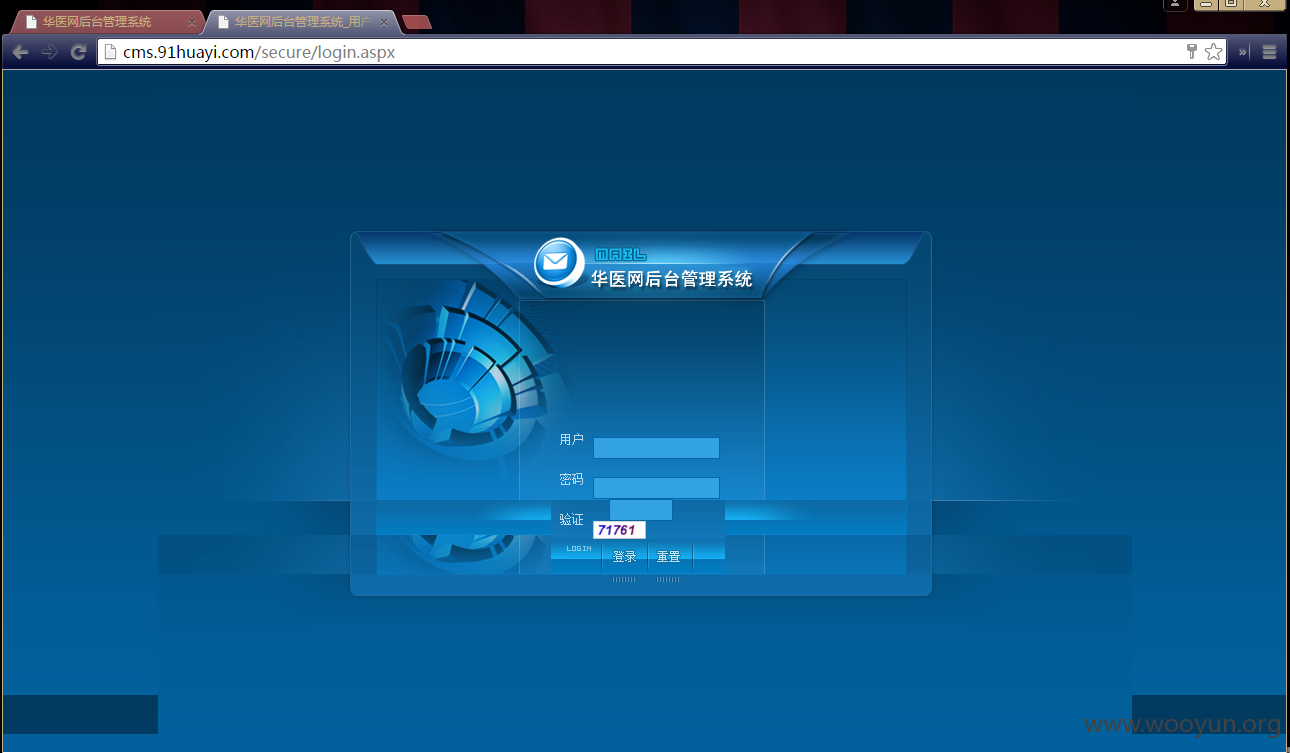 华医网后台管理系统
华医网后台管理系统_用户
cms.91huayi.com/secure/login.aspx
MAIL
华医网后台管理系统
用户
密码
验证
71761
LOGIN 登录 重置
www.wooyun.org